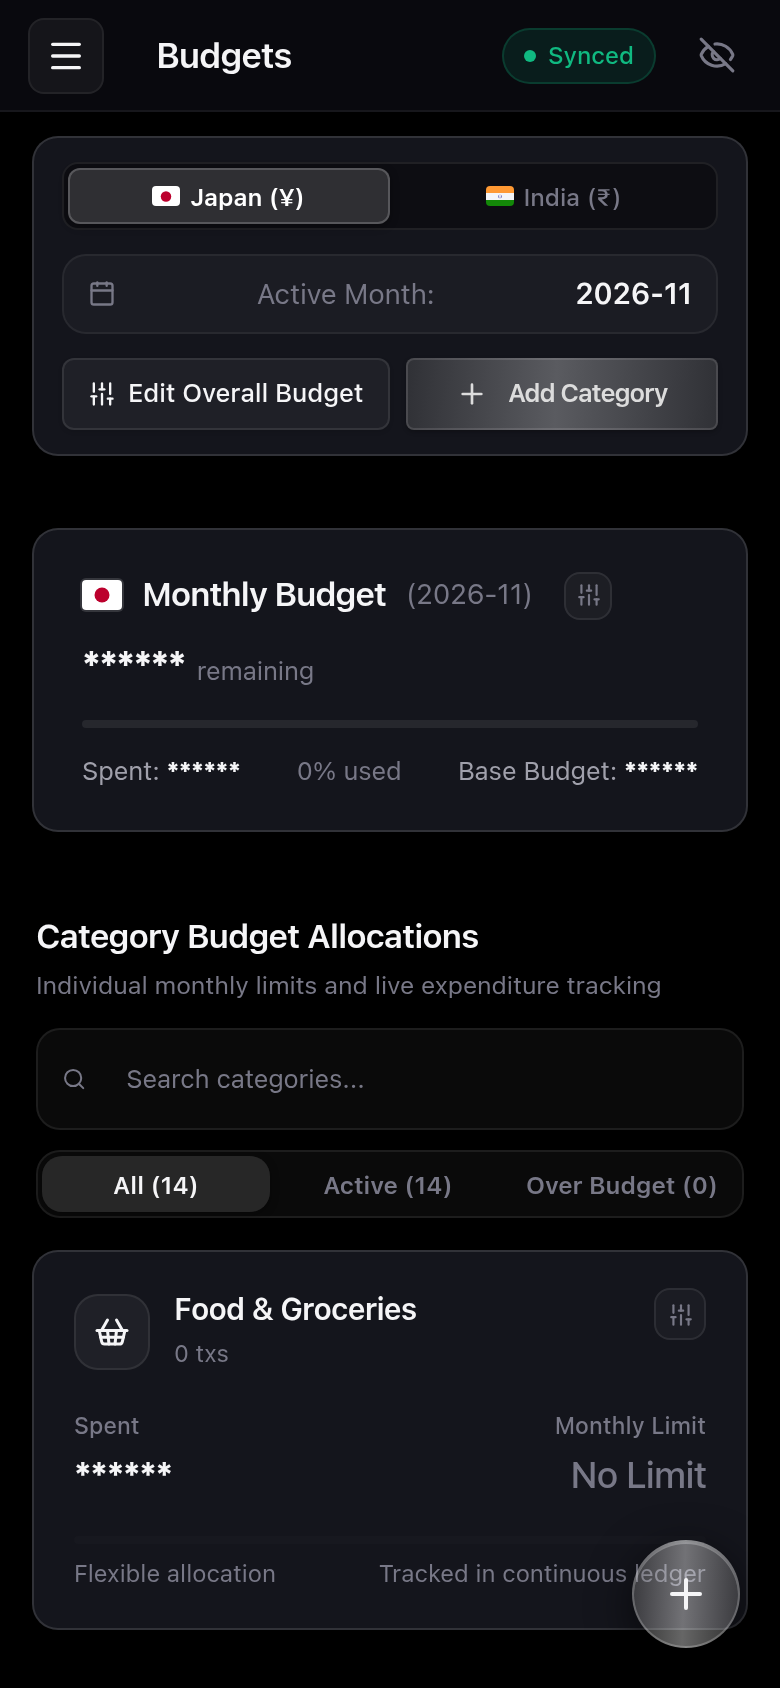 Budgets
Synced
Japan (¥)
India (₹)
Active Month: 2026-11
Edit Overall Budget
Add Category
Monthly Budget (2026-11)
****** remaining
Spent: ****** 0% used Base Budget: ******
Category Budget Allocations
Individual monthly limits and live expenditure tracking
Search categories...
All (14) Active (14) Over Budget (0)
Food & Groceries
0 txs
Spent Monthly Limit
****** No Limit
Flexible allocation Tracked in continuous ledger